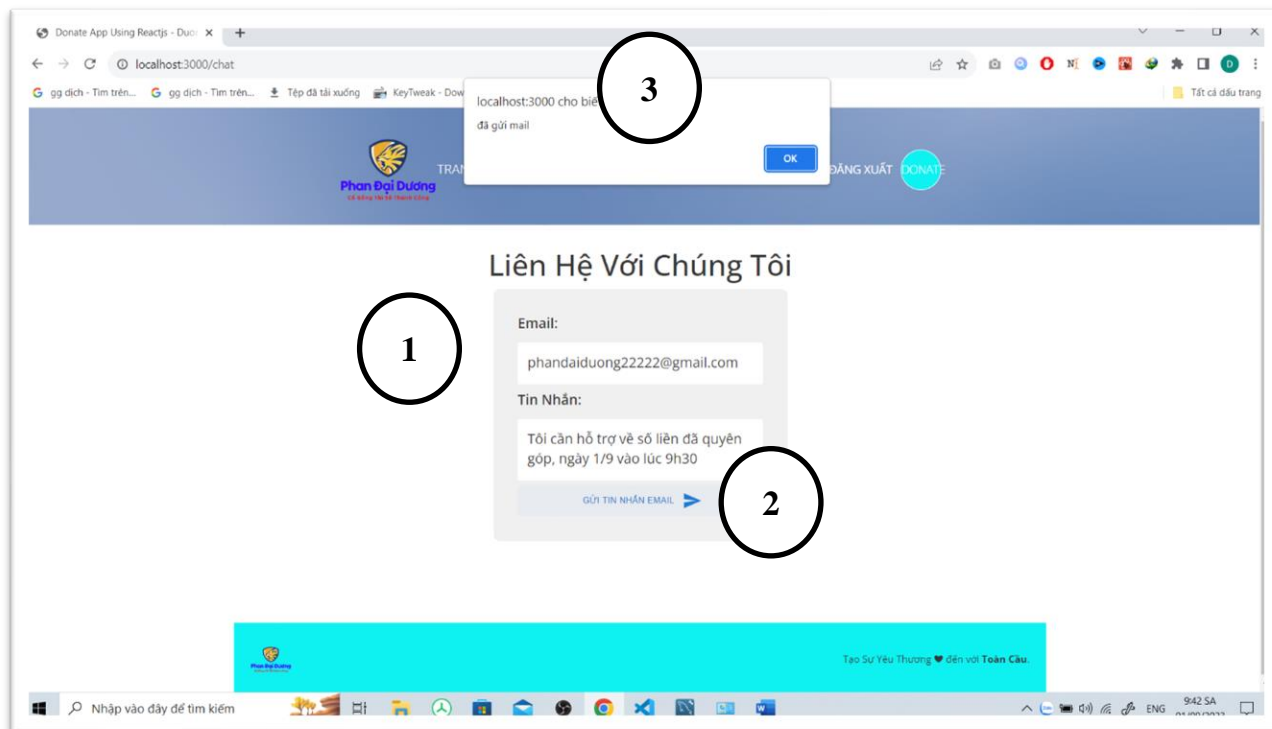 Donate App Using Reactjs - Duo
localhost:3000/chat
gg dịch - Tìm trên... gg dịch - Tìm trên... Tệp đã tải xuống KeyTweak - Dow Tất cả dấu trang
localhost:3000 cho biế
3
đã gửi mail
OK
Phan Đại Dương
TRAN ĐĂNG XUẤT DONATE
Liên Hệ Với Chúng Tôi
1
Email:
phandaiduong22222@gmail.com
Tin Nhắn:
Tôi cần hỗ trợ về số liền đã quyên
góp, ngày 1/9 vào lúc 9h30
GỬI TIN NHẮN EMAIL
2
Phan Đại Dương
Tạo Sự Yêu Thương ♥ đến với Toàn Cầu.
Nhập vào đây để tìm kiếm
ENG
9:42 SA